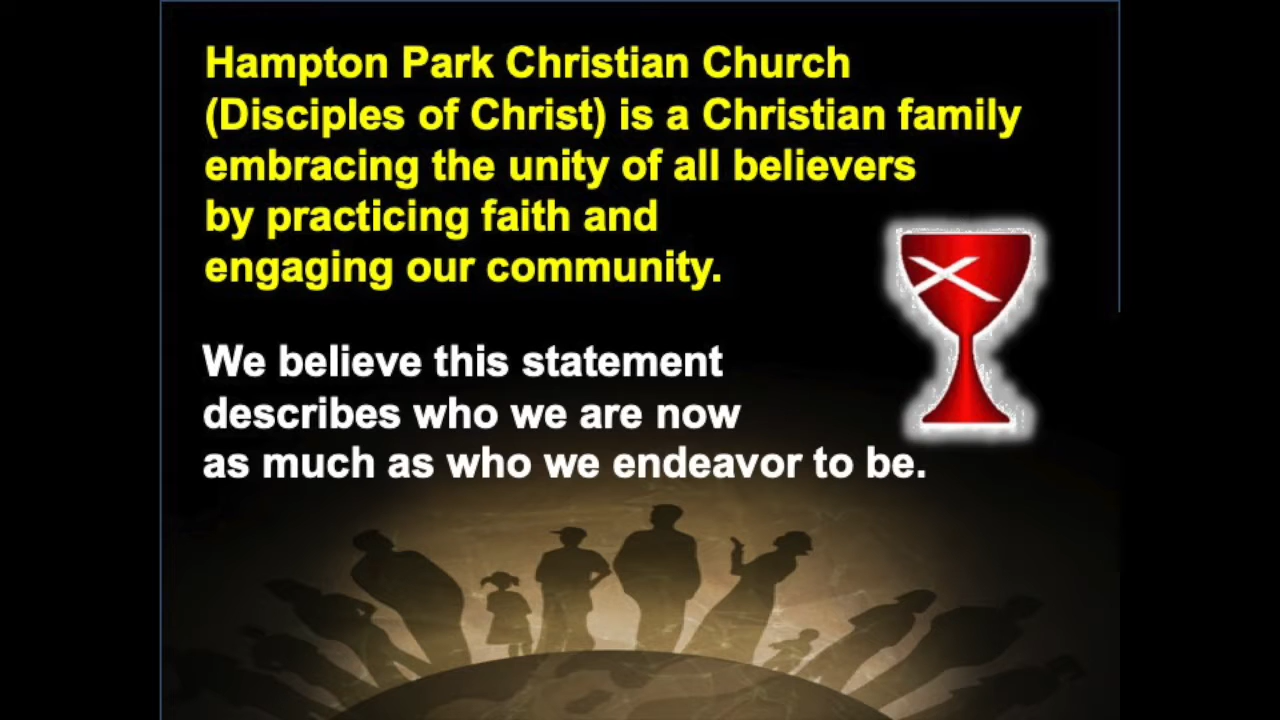 Hampton Park Christian Church
(Disciples of Christ) is a Christian family
embracing the unity of all believers
by practicing faith and
engaging our community.
We believe this statement
describes who we are now
as much as who we endeavor to be.